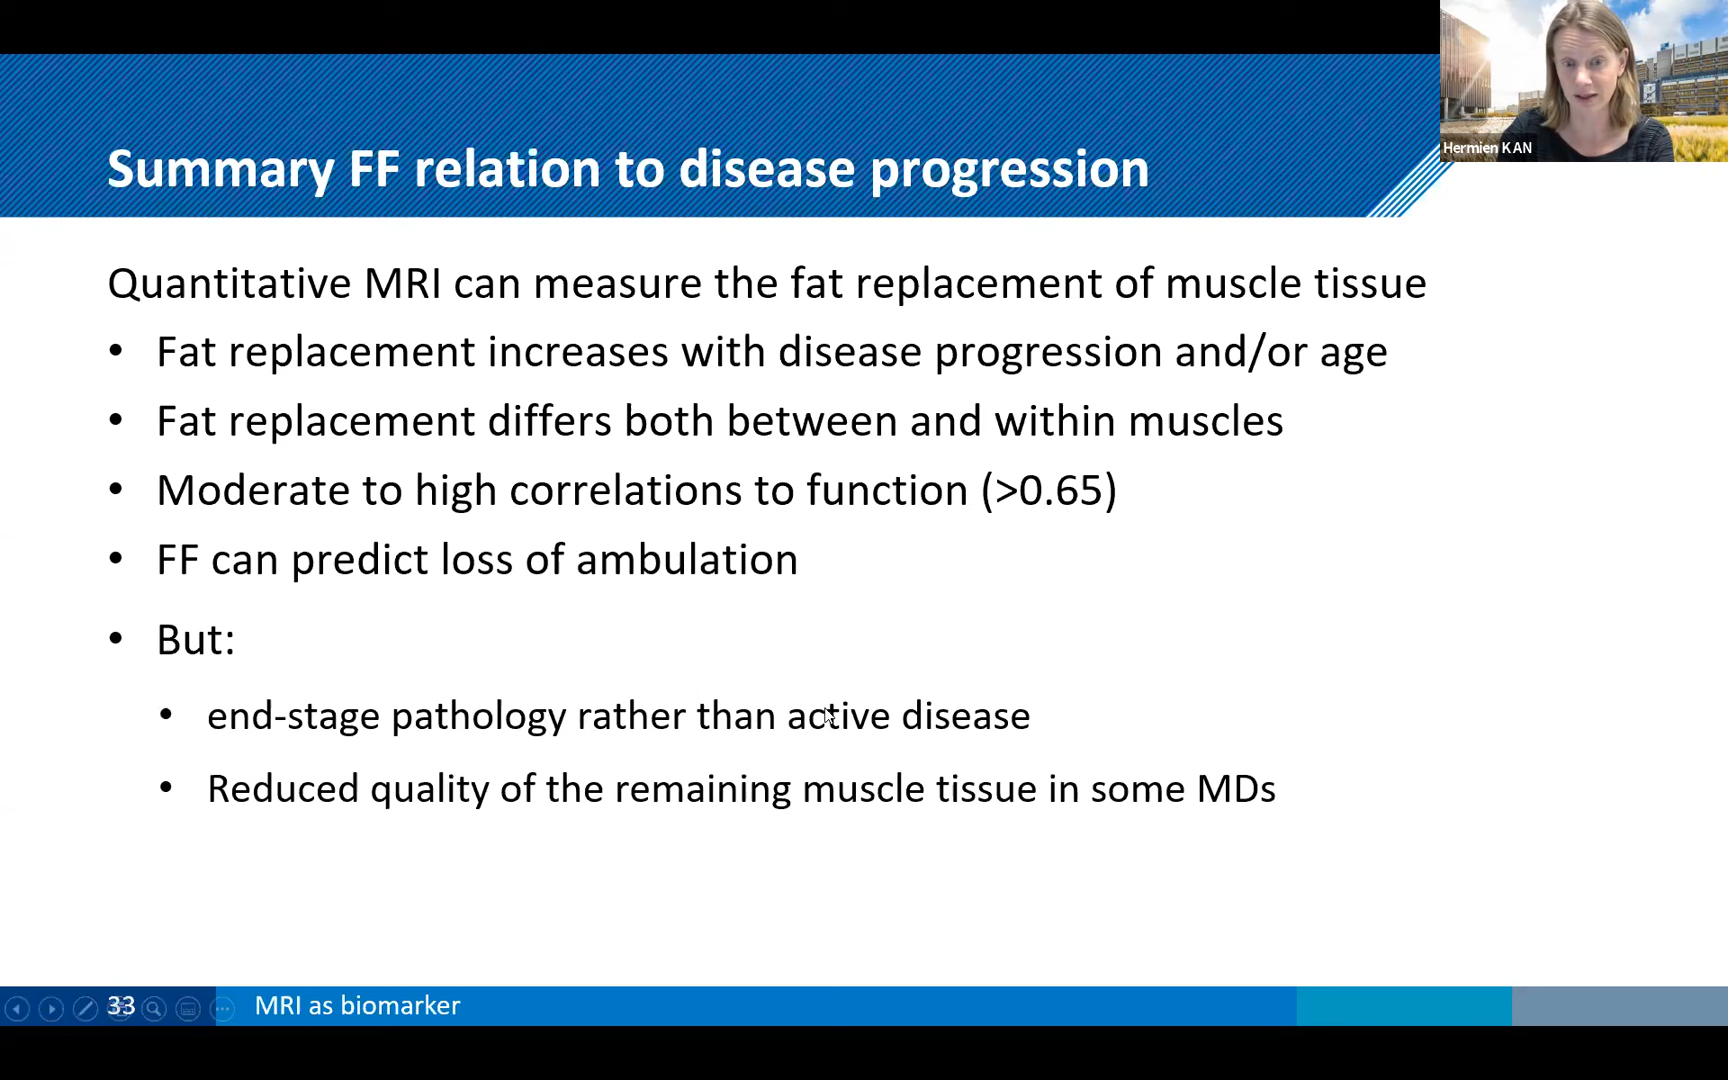 Hermien KAN
Summary FF relation to disease progression
Quantitative MRI can measure the fat replacement of muscle tissue
• Fat replacement increases with disease progression and/or age
• Fat replacement differs both between and within muscles
• Moderate to high correlations to function (>0.65)
• FF can predict loss of ambulation
• But:
• end-stage pathology rather than active disease
• Reduced quality of the remaining muscle tissue in some MDs
33 MRI as biomarker